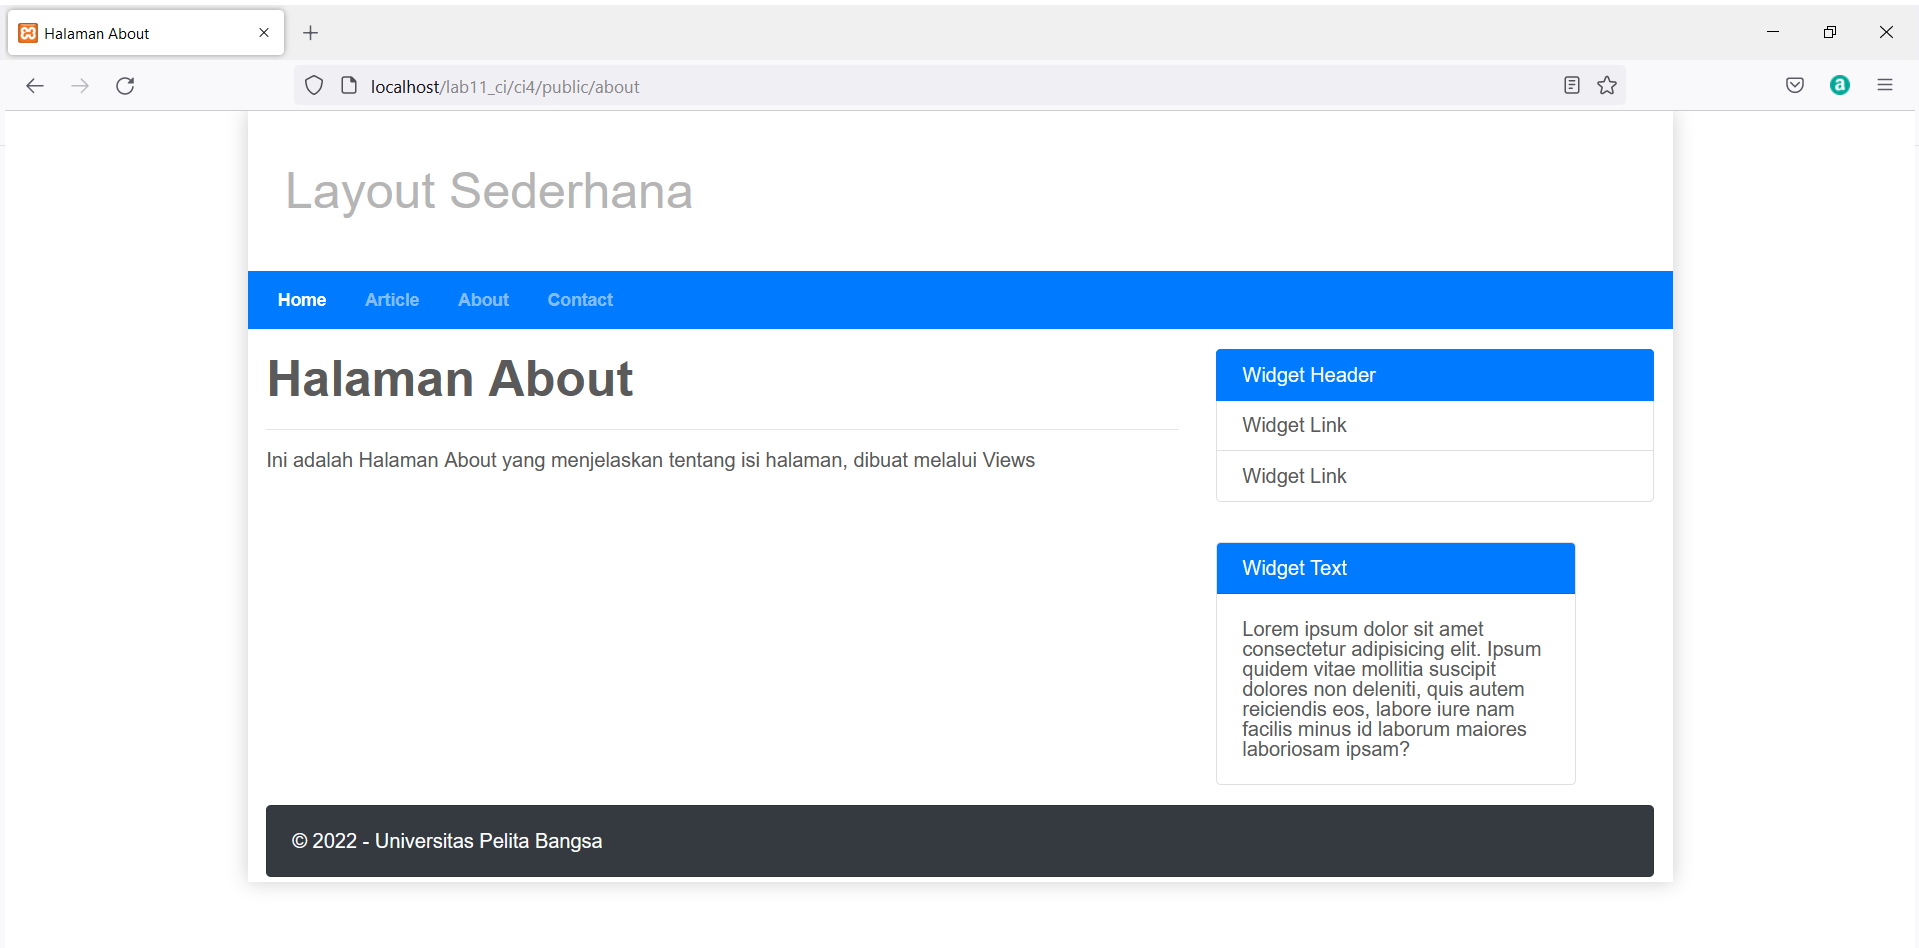 Halaman About
localhost/lab11_ci/ci4/public/about
a
Layout Sederhana
Home Article About Contact
Halaman About
Ini adalah Halaman About yang menjelaskan tentang isi halaman, dibuat melalui Views
Widget Header
Widget Link
Widget Link
Widget Text
Lorem ipsum dolor sit amet
consectetur adipisicing elit. Ipsum
quidem vitae mollitia suscipit
dolores non deleniti, quis autem
reiciendis eos, labore iure nam
facilis minus id laborum maiores
laboriosam ipsam?
© 2022 - Universitas Pelita Bangsa